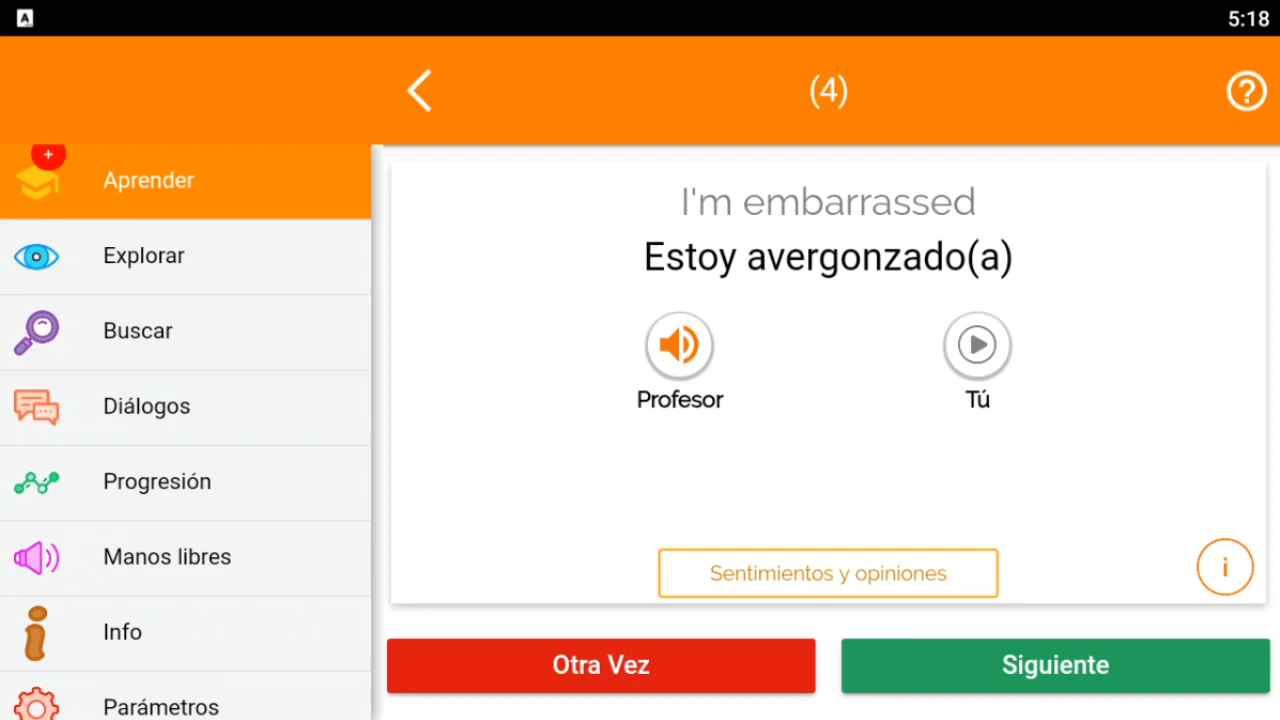 A
5:18
(4)
?
+
Aprender
Explorar
Buscar
Diálogos
Progresión
Manos libres
Info
Parámetros
I'm embarrassed
Estoy avergonzado(a)
Profesor
Tú
Sentimientos y opiniones
i
Otra Vez
Siguiente